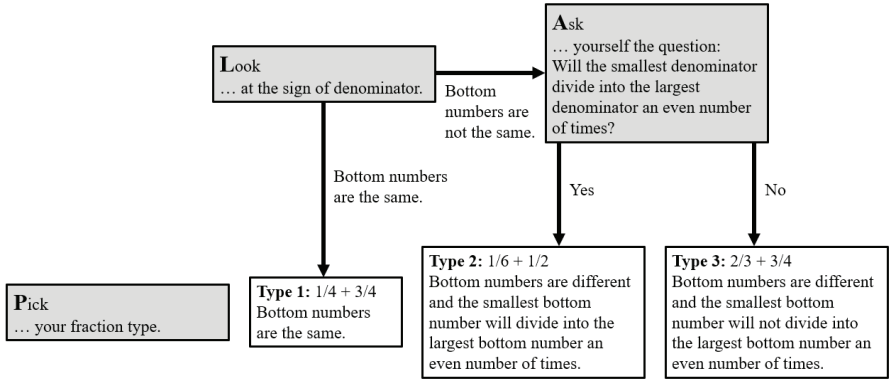 Look
… at the sign of denominator.
Ask
… yourself the question:
Will the smallest denominator
divide into the largest
denominator an even number
of times?
Bottom
numbers are
not the same.
Bottom numbers
are the same.
Yes
No
Pick
… your fraction type.
Type 1: 1/4 + 3/4
Bottom numbers
are the same.
Type 2: 1/6 + 1/2
Bottom numbers are different
and the smallest bottom
number will divide into the
largest bottom number an
even number of times.
Type 3: 2/3 + 3/4
Bottom numbers are different
and the smallest bottom
number will not divide into
the largest bottom number an
even number of times.